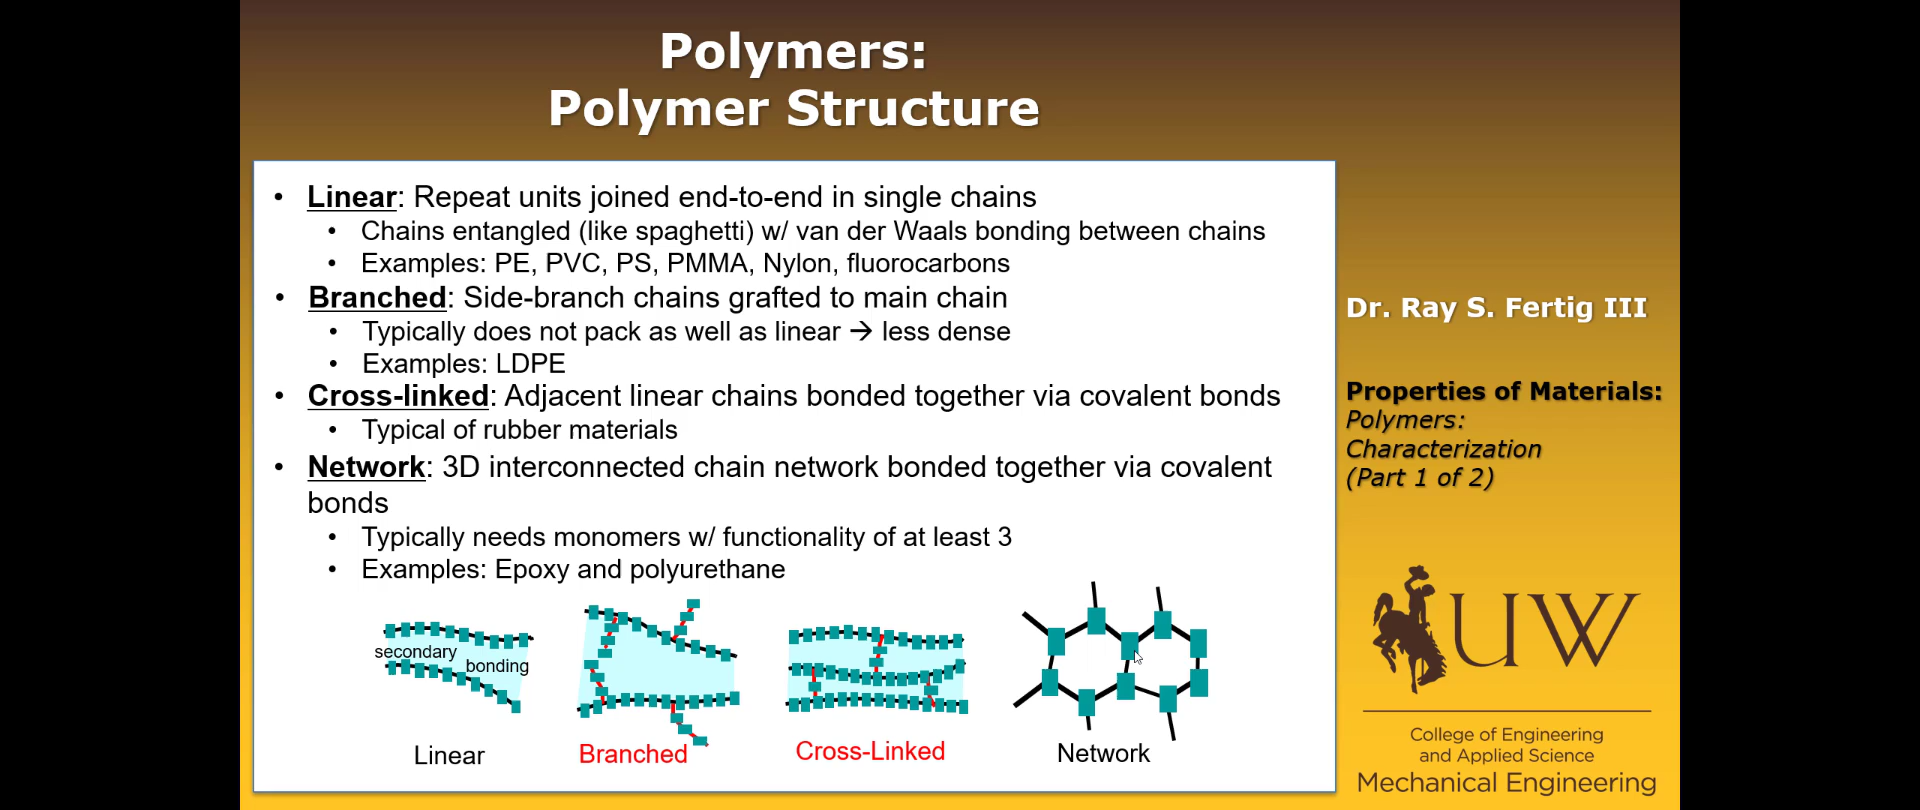 Polymers:
Polymer Structure
• Linear: Repeat units joined end-to-end in single chains
• Chains entangled (like spaghetti) w/ van der Waals bonding between chains
• Examples: PE, PVC, PS, PMMA, Nylon, fluorocarbons
• Branched: Side-branch chains grafted to main chain
• Typically does not pack as well as linear → less dense
• Examples: LDPE
• Cross-linked: Adjacent linear chains bonded together via covalent bonds
• Typical of rubber materials
• Network: 3D interconnected chain network bonded together via covalent
bonds
• Typically needs monomers w/ functionality of at least 3
• Examples: Epoxy and polyurethane
secondary
bonding
Linear
Branched
Cross-Linked
Network
Dr. Ray S. Fertig III
Properties of Materials:
Polymers:
Characterization
(Part 1 of 2)
UW
College of Engineering
and Applied Science
Mechanical Engineering